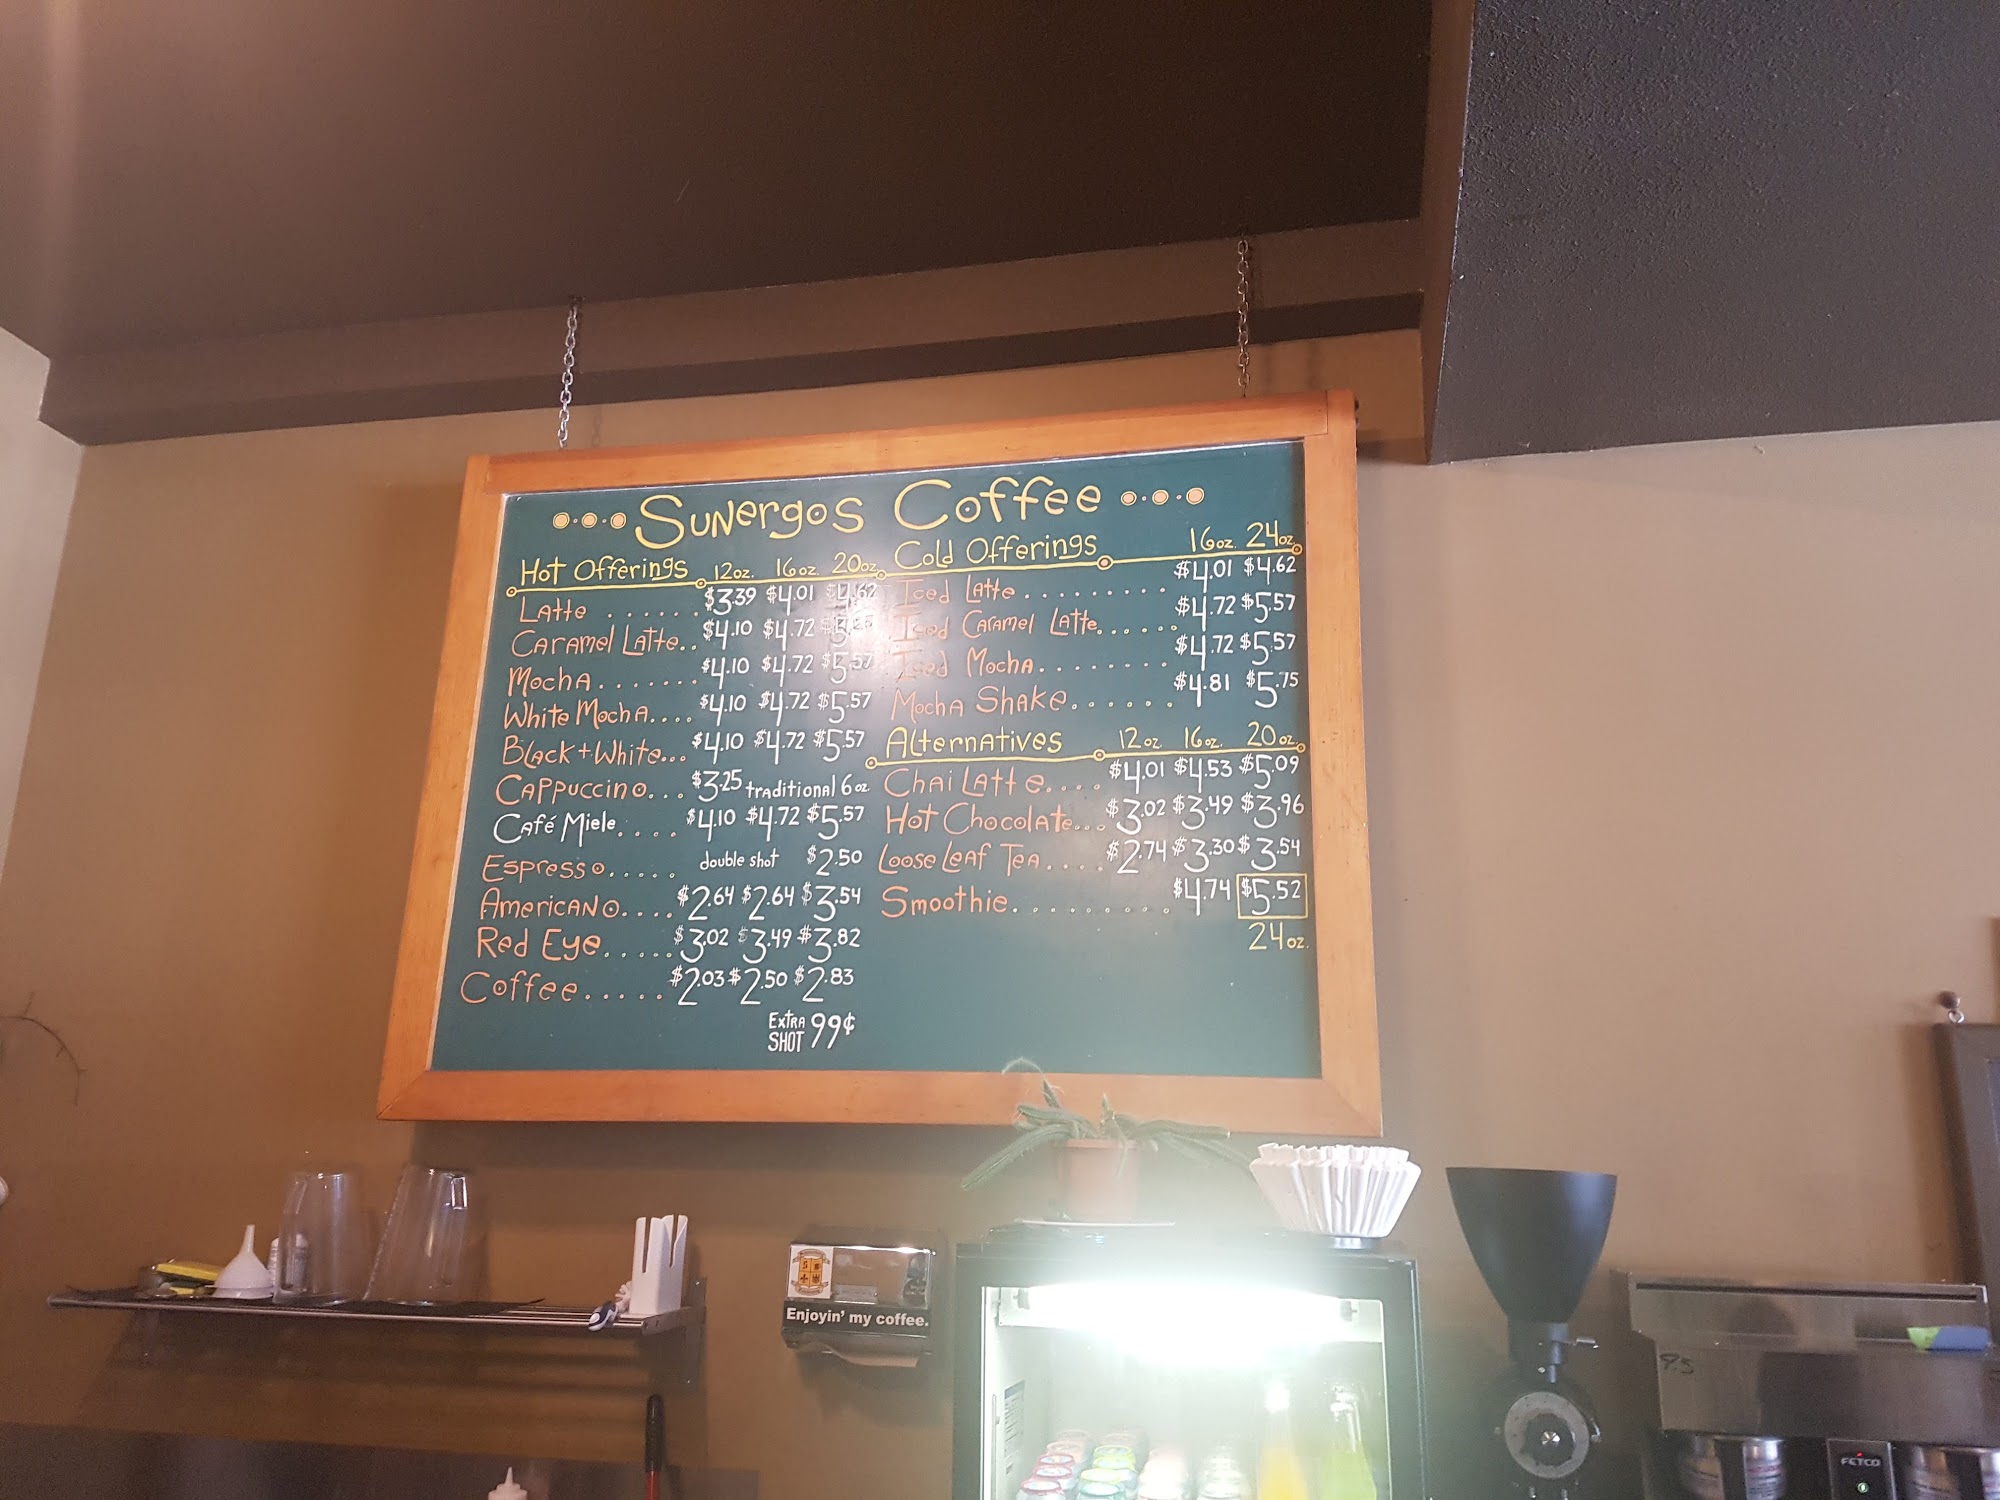 Sunergos Coffee
Hot Offerings 12oz. 16oz. 20oz.
Latte ...... $3.39 $4.01 $4.62
Caramel Latte.. $4.10 $4.72
Mocha....... $4.10 $4.72 $5.57
White Mocha.... $4.10 $4.72 $5.57
Black + White... $4.10 $4.72 $5.57
Cappuccino... $3.25 traditional 6oz
Café Miele.... $4.10 $4.72 $5.57
Espresso..... double shot $2.50
Americano.... $2.64 $2.64 $3.54
Red Eye..... $3.02 $3.49 $3.82
Coffee..... $2.03 $2.50 $2.83
Extra Shot 99¢
Cold Offerings 16oz. 24oz.
Iced Latte......... $4.01 $4.62
Iced Caramel Latte...... $4.72 $5.57
Iced Mocha........ $4.72 $5.57
Mocha Shake...... $4.81 $5.75
Alternatives 12oz. 16oz. 20oz.
Chai Latte.... $4.01 $4.53 $5.09
Hot Chocolate... $3.02 $3.49 $3.96
Loose Leaf Tea.... $2.74 $3.30 $3.54
Smoothie......... $4.74 $5.52
24oz.
Enjoyin' my coffee.
FETCO